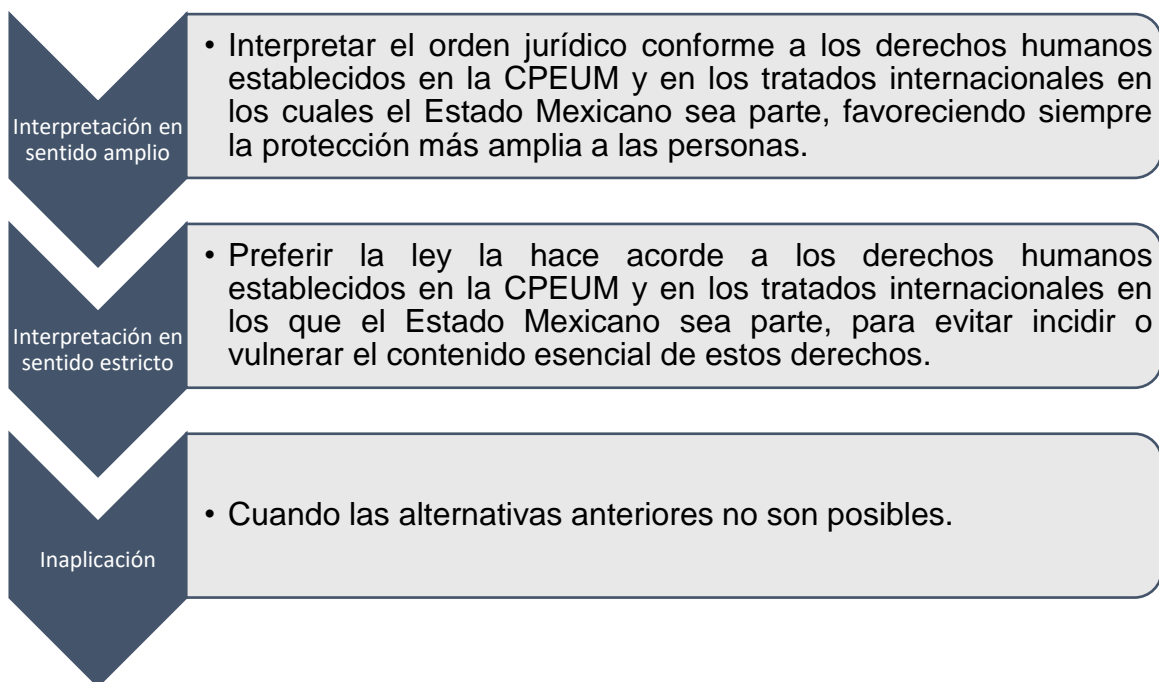 Interpretación en
sentido amplio
• Interpretar el orden jurídico conforme a los derechos humanos
establecidos en la CPEUM y en los tratados internacionales en
los cuales el Estado Mexicano sea parte, favoreciendo siempre
la protección más amplia a las personas.
Interpretación en
sentido estricto
• Preferir la ley la hace acorde a los derechos humanos
establecidos en la CPEUM y en los tratados internacionales en
los que el Estado Mexicano sea parte, para evitar incidir o
vulnerar el contenido esencial de estos derechos.
Inaplicación
• Cuando las alternativas anteriores no son posibles.